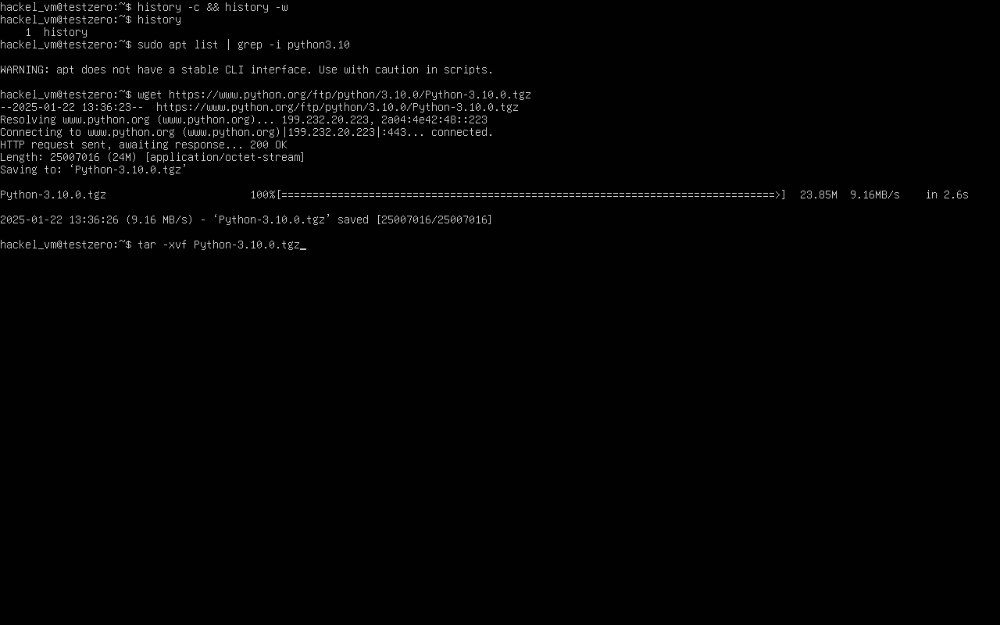 hackel_vm@testzero:~$ history -c && history -w
hackel_vm@testzero:~$ history
    1  history
hackel_vm@testzero:~$ sudo apt list | grep -i python3.10

WARNING: apt does not have a stable CLI interface. Use with caution in scripts.

hackel_vm@testzero:~$ wget https://www.python.org/ftp/python/3.10.0/Python-3.10.0.tgz
--2025-01-22 13:36:23--  https://www.python.org/ftp/python/3.10.0/Python-3.10.0.tgz
Resolving www.python.org (www.python.org)... 199.232.20.223, 2a04:4e42:48::223
Connecting to www.python.org (www.python.org)|199.232.20.223|:443... connected.
HTTP request sent, awaiting response... 200 OK
Length: 25007016 (24M) [application/octet-stream]
Saving to: ‘Python-3.10.0.tgz’

Python-3.10.0.tgz                       100%[===============================================================================>]  23.85M  9.16MB/s    in 2.6s

2025-01-22 13:36:26 (9.16 MB/s) - ‘Python-3.10.0.tgz’ saved [25007016/25007016]

hackel_vm@testzero:~$ tar -xvf Python-3.10.0.tgz_